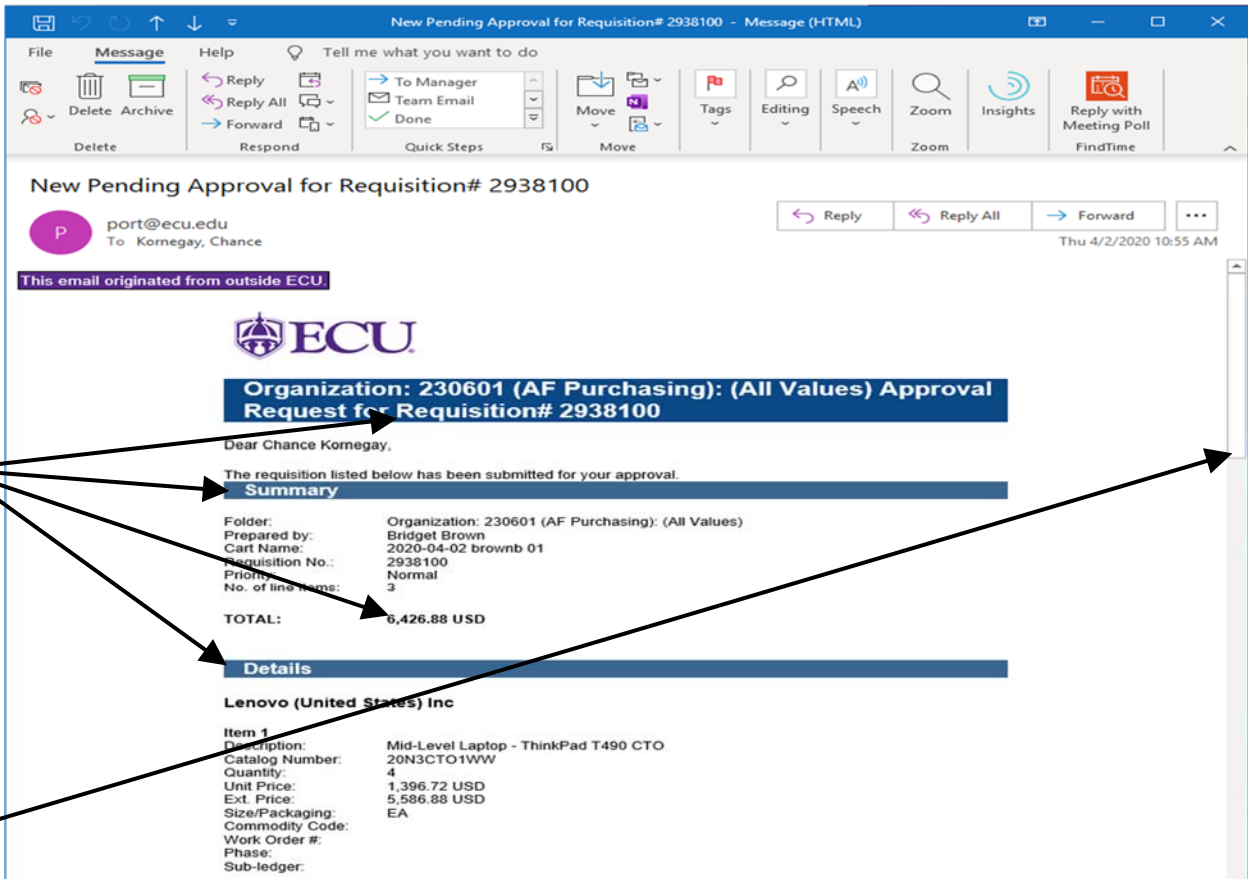 New Pending Approval for Requisition# 2938100 - Message (HTML)
File Message Help Tell me what you want to do
Delete Archive
Reply
Reply All
Forward
To Manager
Team Email
Done
Move
Tags
Editing
Speech
Zoom
Insights
Reply with
Meeting Poll
Delete Respond Quick Steps Move Zoom FindTime
New Pending Approval for Requisition# 2938100
P
port@ecu.edu
To Kornegay, Chance
Reply Reply All Forward
Thu 4/2/2020 10:55 AM
This email originated from outside ECU.
ECU
Organization: 230601 (AF Purchasing): (All Values) Approval
Request for Requisition# 2938100
Dear Chance Kornegay,
The requisition listed below has been submitted for your approval.
Summary
Folder: Organization: 230601 (AF Purchasing): (All Values)
Prepared by: Bridget Brown
Cart Name: 2020-04-02 brownb 01
Requisition No.: 2938100
Priority: Normal
No. of line items: 3
TOTAL: 6,426.88 USD
Details
Lenovo (United States) Inc
Item 1
Description: Mid-Level Laptop - ThinkPad T490 CTO
Catalog Number: 20N3CTO1WW
Quantity: 4
Unit Price: 1,396.72 USD
Ext. Price: 5,586.88 USD
Size/Packaging: EA
Commodity Code:
Work Order #:
Phase:
Sub-ledger: